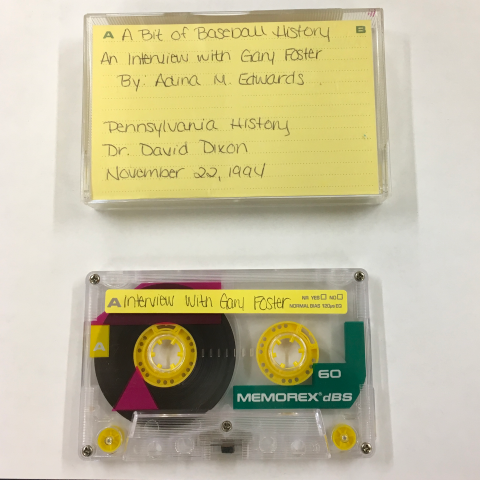 A A Bit of Baseball History B
An Interview with Gary Foster
By: Adina M. Edwards
Pennsylvania History
Dr. David Dixon
November 22, 1994
A Interview with Gary Foster
NR YES NO
NORMAL BIAS 120µs EQ
A
60
MEMOREX dBS